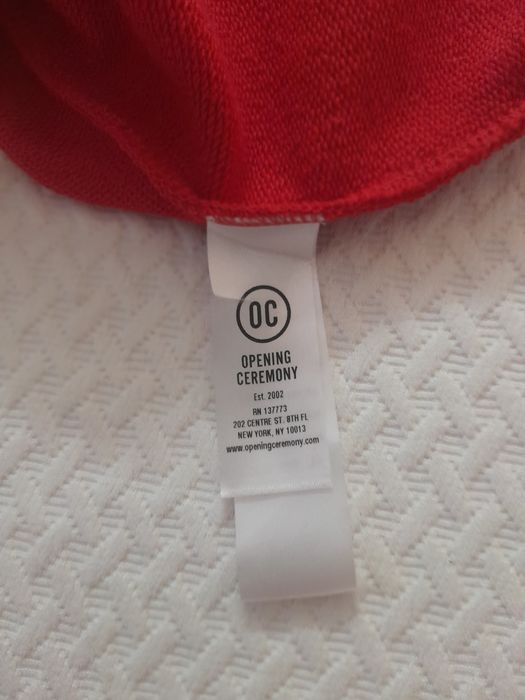 OC
OPENING
CEREMONY
Est. 2002
RN 137773
202 CENTRE ST. 8TH FL
NEW YORK, NY 10013
www.openingceremony.com